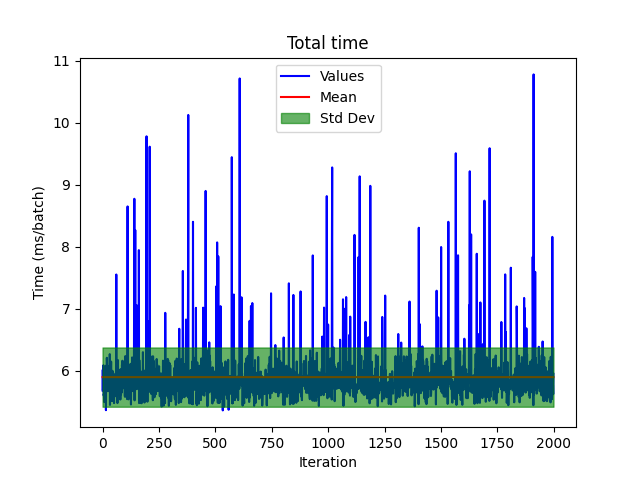 Total time
Values
Mean
Std Dev
Time (ms/batch)
11
10
9
8
7
6
0 250 500 750 1000 1250 1500 1750 2000
Iteration